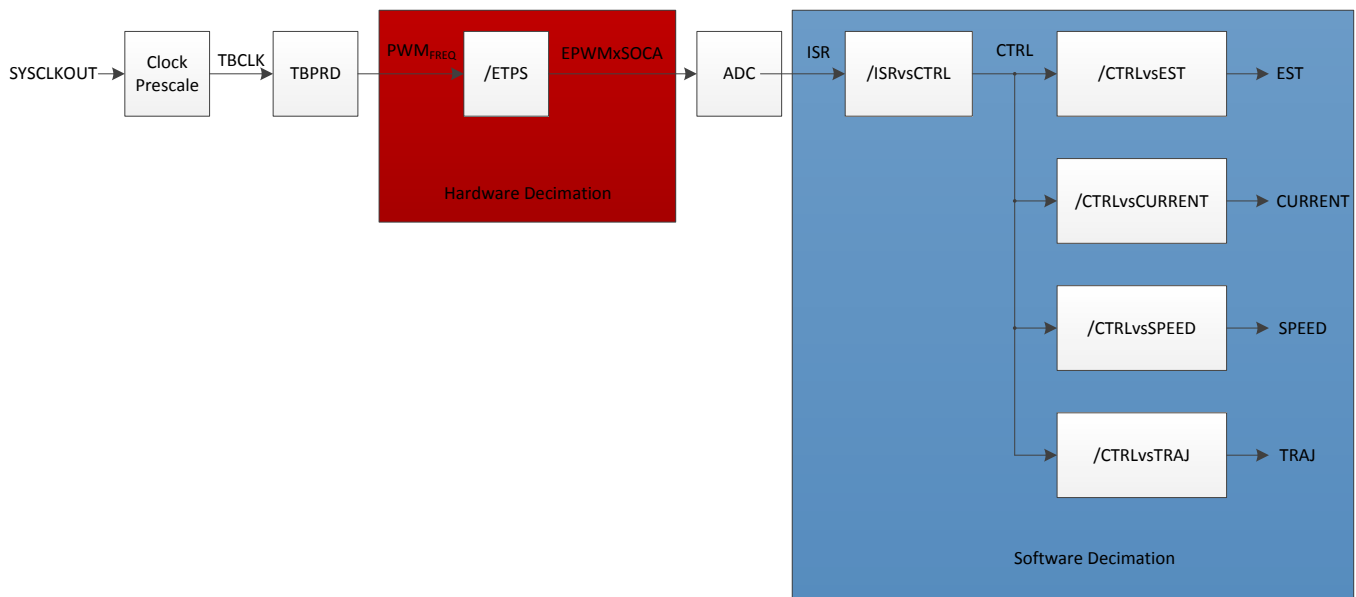 SYSCLKOUT
Clock
Prescale
TBCLK
TBPRD
PWMFREQ
/ETPS
EPWMxSOCA
Hardware Decimation
ADC
ISR
/ISRvsCTRL
CTRL
/CTRLvsEST
EST
/CTRLvsCURRENT
CURRENT
/CTRLvsSPEED
SPEED
/CTRLvsTRAJ
TRAJ
Software Decimation